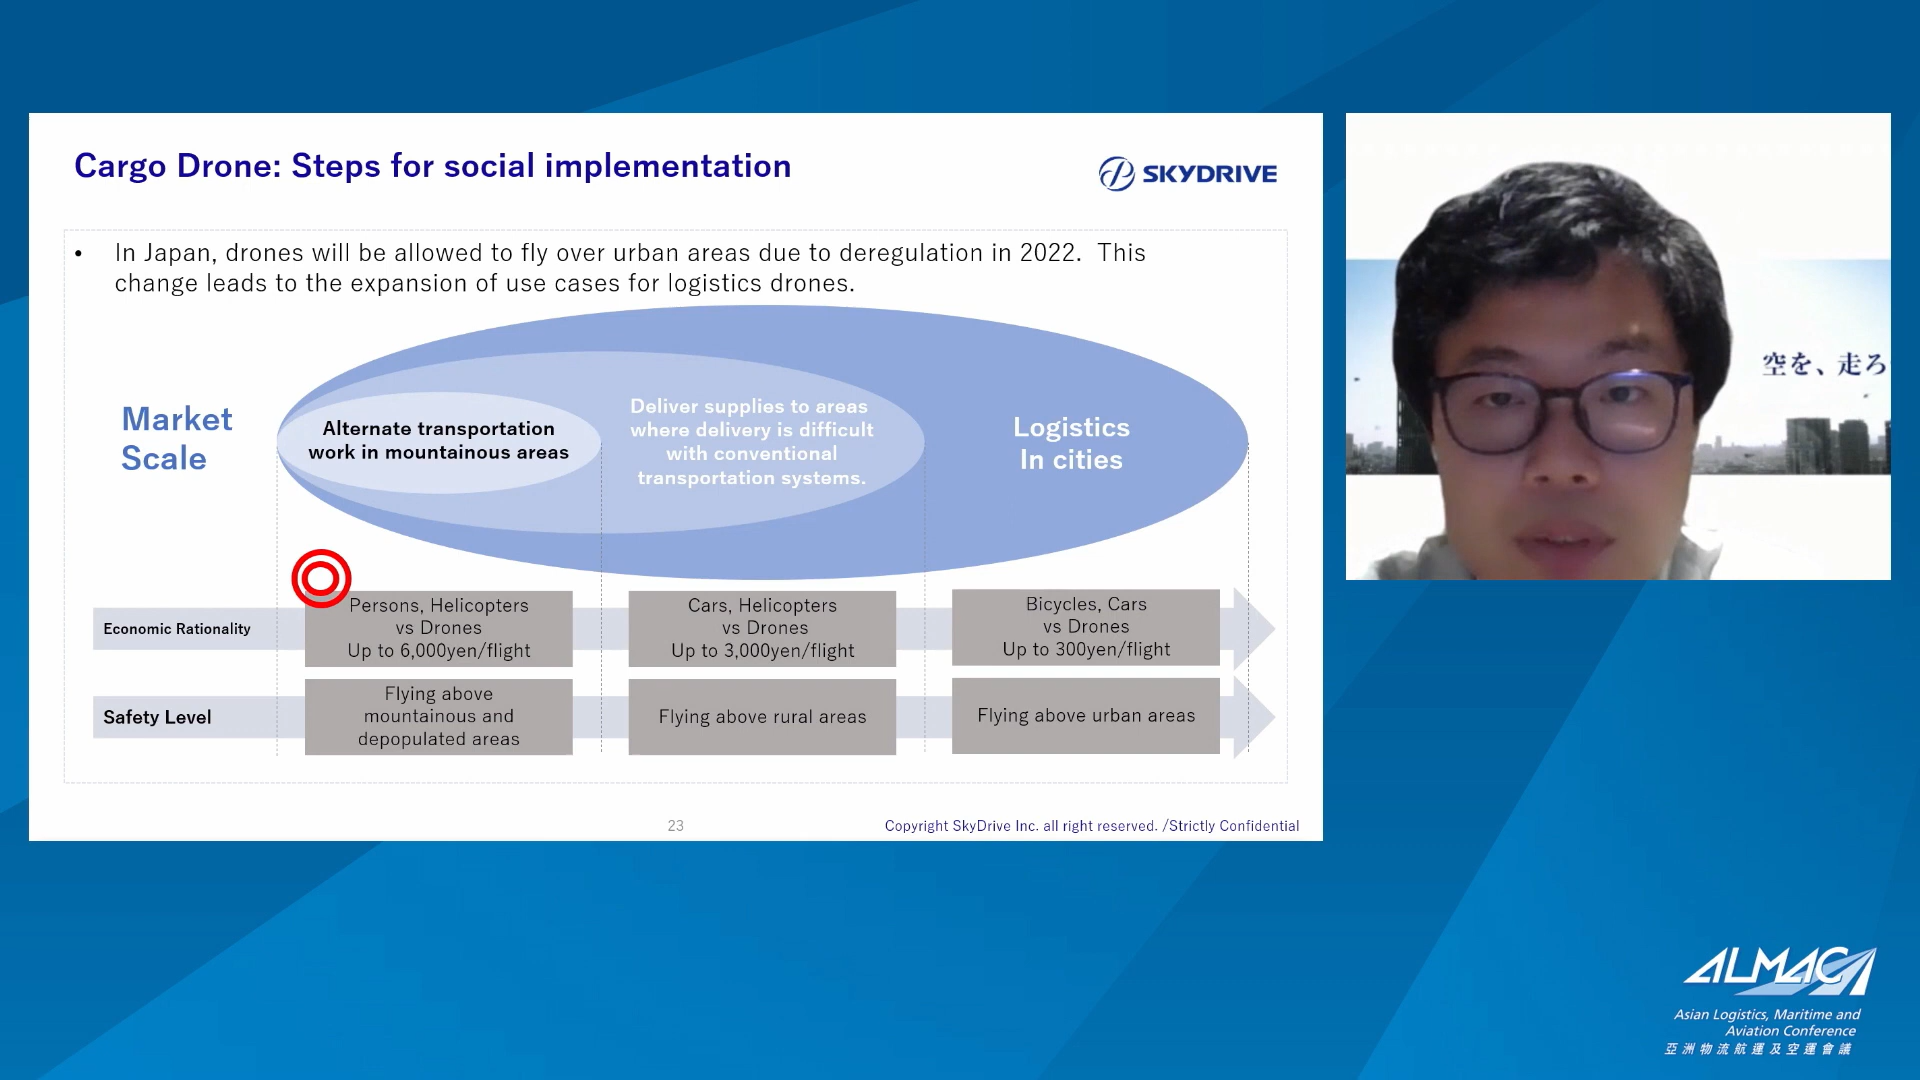 Cargo Drone: Steps for social implementation
SKYDRIVE
• In Japan, drones will be allowed to fly over urban areas due to deregulation in 2022. This
change leads to the expansion of use cases for logistics drones.
Market
Scale
Alternate transportation
work in mountainous areas
Deliver supplies to areas
where delivery is difficult
with conventional
transportation systems.
Logistics
In cities
Economic Rationality
Persons, Helicopters
vs Drones
Up to 6,000yen/flight
Cars, Helicopters
vs Drones
Up to 3,000yen/flight
Bicycles, Cars
vs Drones
Up to 300yen/flight
Safety Level
Flying above
mountainous and
depopulated areas
Flying above rural areas
Flying above urban areas
23
Copyright SkyDrive Inc. all right reserved. /Strictly Confidential
空を、走ろ
ALMAC
Asian Logistics, Maritime and
Aviation Conference
亞洲物流航運及空運會議